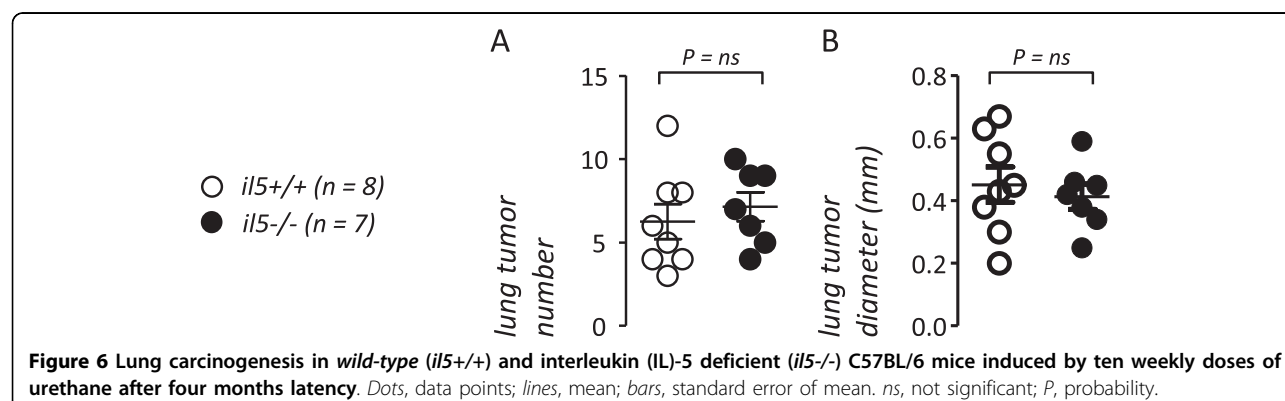 A
B
P = ns
P = ns
15
10
5
0
lung tumor
number
0.8
0.6
0.4
0.2
0.0
lung tumor
diameter (mm)
il5+/+ (n = 8)
il5-/- (n = 7)
Figure 6 Lung carcinogenesis in wild-type (il5+/+) and interleukin (IL)-5 deficient (il5-/-) C57BL/6 mice induced by ten weekly doses of
urethane after four months latency. Dots, data points; lines, mean; bars, standard error of mean. ns, not significant; P, probability.